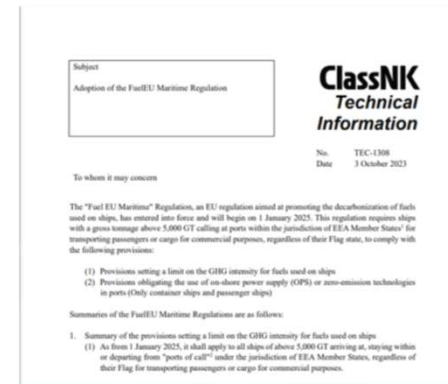 Subject
Adoption of the FuelEU Maritime Regulation
ClassNK
Technical
Information
No. TEC-1308
Date 3 October 2023
To whom it may concern
The "Fuel EU Maritime" Regulation, an EU regulation aimed at promoting the decarbonization of fuels
used on ships, has entered into force and will begin on 1 January 2025. This regulation requires ships
with a gross tonnage above 5,000 GT calling at ports within the jurisdiction of EEA Member States¹ for
transporting passengers or cargo for commercial purposes, regardless of their Flag state, to comply with
the following provisions:
(1) Provisions setting a limit on the GHG intensity for fuels used on ships
(2) Provisions obligating the use of on-shore power supply (OPS) or zero-emission technologies
in ports (Only container ships and passenger ships)
Summaries of the FuelEU Maritime Regulations are as follows:
1. Summary of the provisions setting a limit on the GHG intensity for fuels used on ships
(1) As from 1 January 2025, it shall apply to all ships of above 5,000 GT arriving at, staying within
or departing from "ports of call"² under the jurisdiction of EEA Member States, regardless of
their Flag for transporting passengers or cargo for commercial purposes.